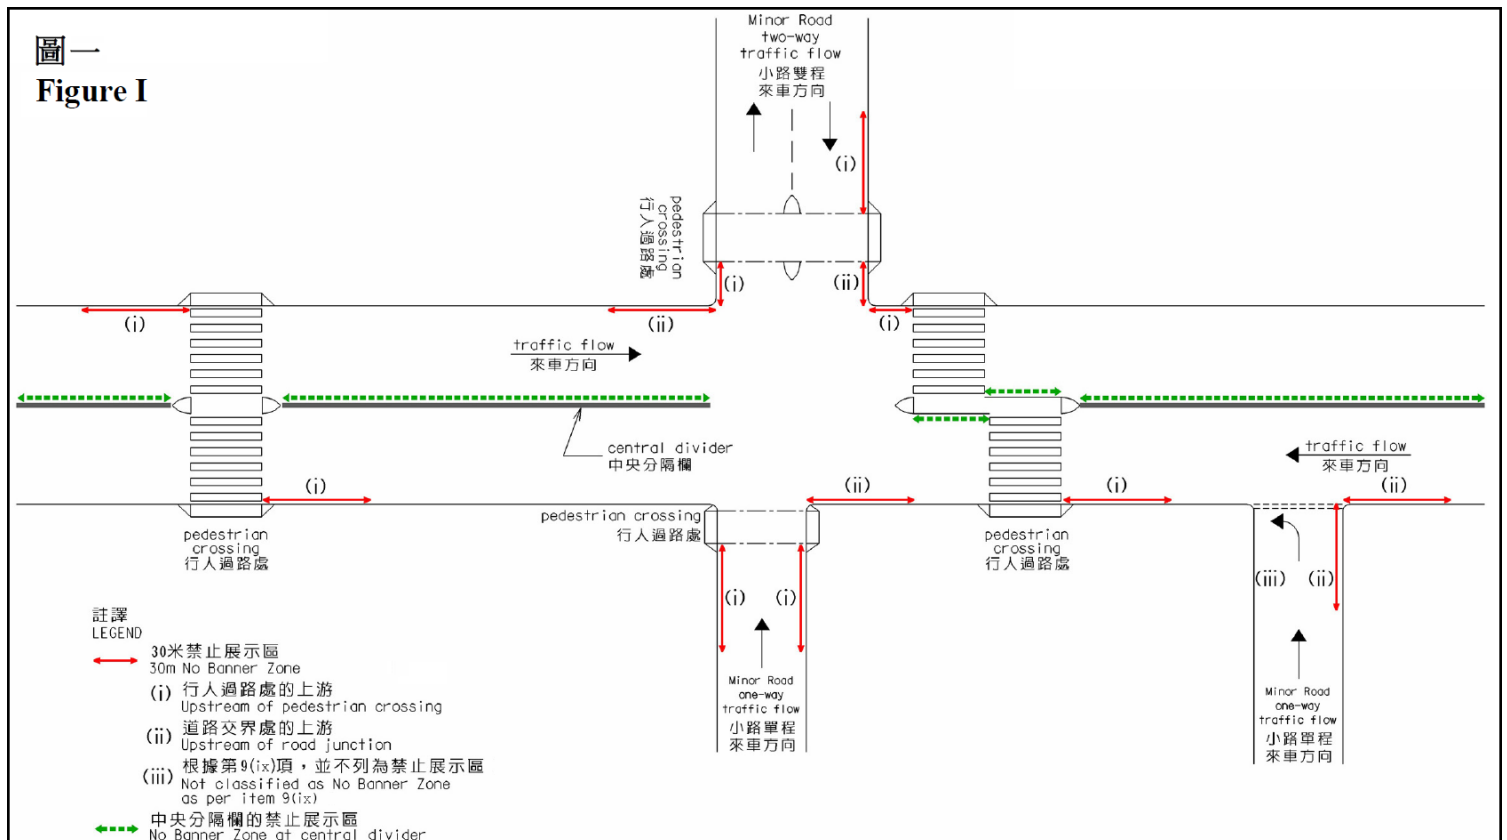 圖一
Figure I
Minor Road
two-way
traffic flow
小路雙程
來車方向
(i)
pedestrian
crossing
行人過路處
(i)
(ii)
(i)
(ii)
(i)
traffic flow
來車方向
central divider
中央分隔欄
traffic flow
來車方向
(i)
(ii)
(i)
(ii)
pedestrian crossing
行人過路處
pedestrian
crossing
行人過路處
pedestrian
crossing
行人過路處
(i)
(i)
(iii)
(ii)
Minor Road
one-way
traffic flow
小路單程
來車方向
Minor Road
one-way
traffic flow
小路單程
來車方向
註譯
LEGEND
30米禁止展示區
30m No Banner Zone
(i) 行人過路處的上游
Upstream of pedestrian crossing
(ii) 道路交界處的上游
Upstream of road junction
(iii) 根據第9(ix)項，並不列為禁止展示區
Not classified as No Banner Zone
as per item 9(ix)
中央分隔欄的禁止展示區
No Banner Zone at central divider